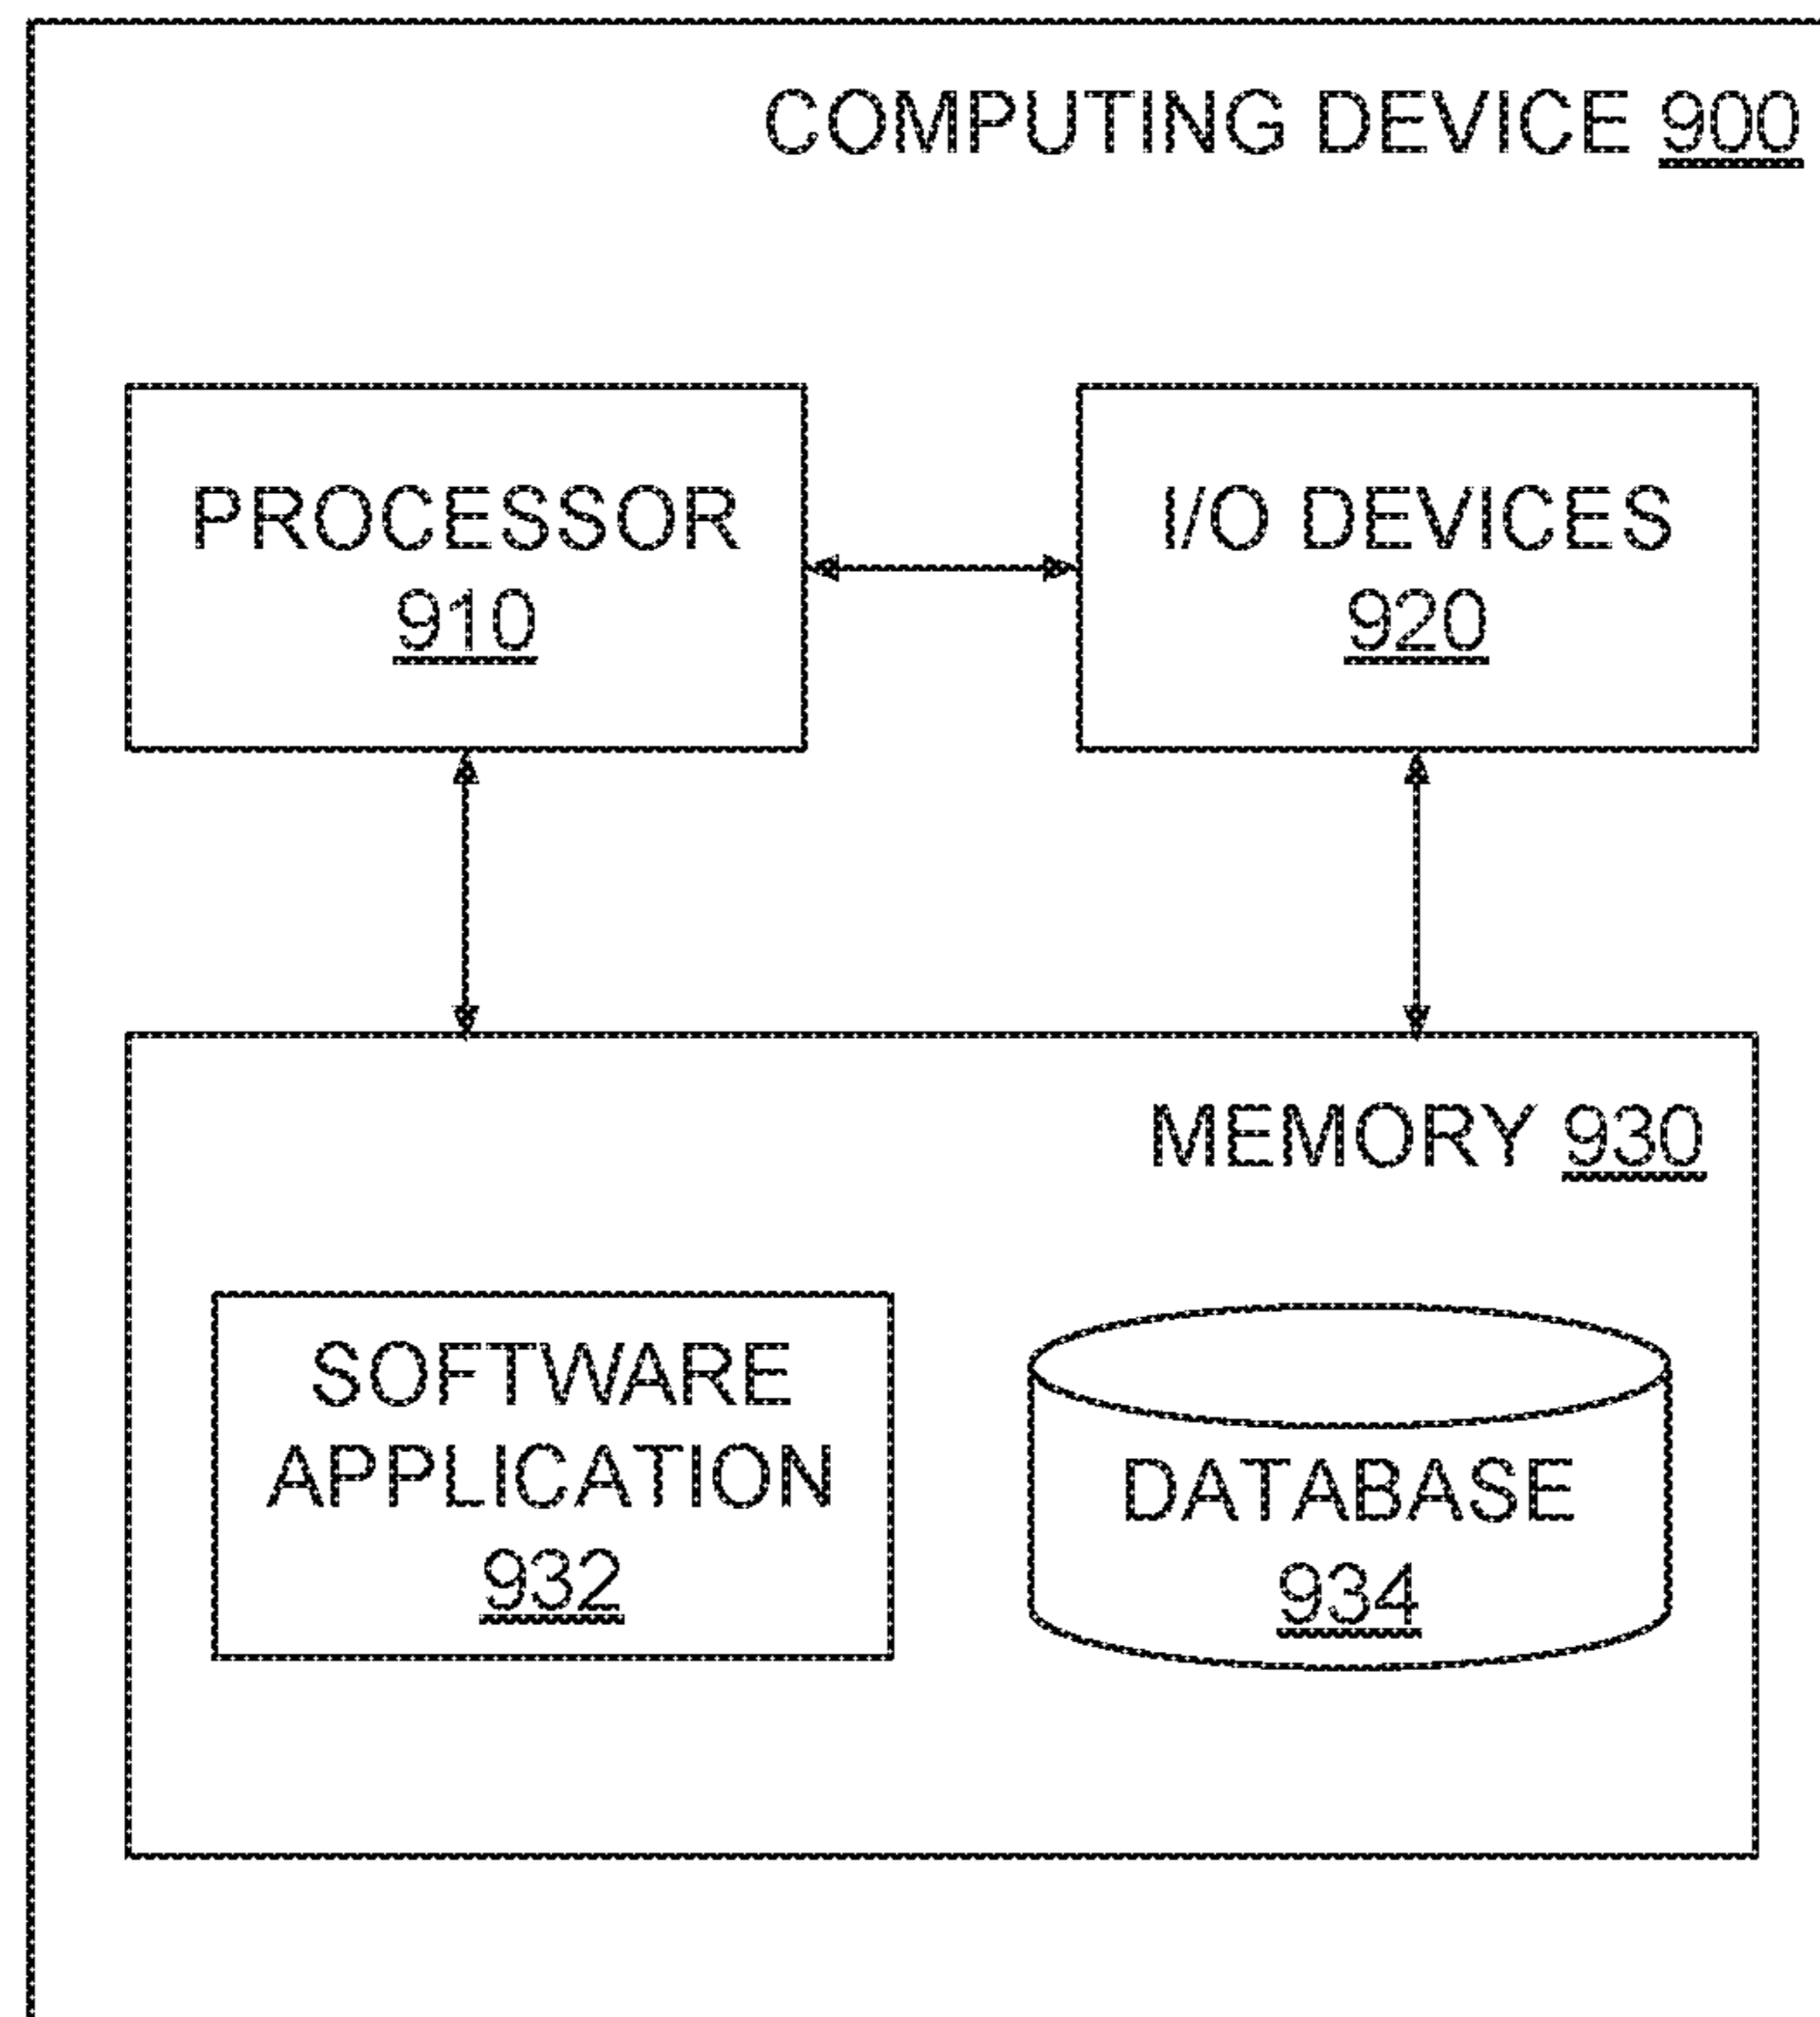 COMPUTING DEVICE 900
PROCESSOR
910
I/O DEVICES
920
MEMORY 930
SOFTWARE
APPLICATION
932
DATABASE
934